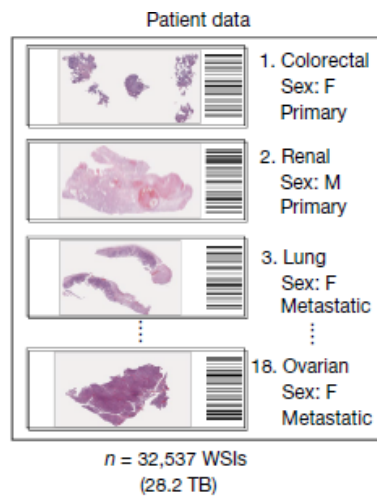 Patient data
1. Colorectal
Sex: F
Primary
2. Renal
Sex: M
Primary
3. Lung
Sex: F
Metastatic
18. Ovarian
Sex: F
Metastatic
n = 32,537 WSIs
(28.2 TB)